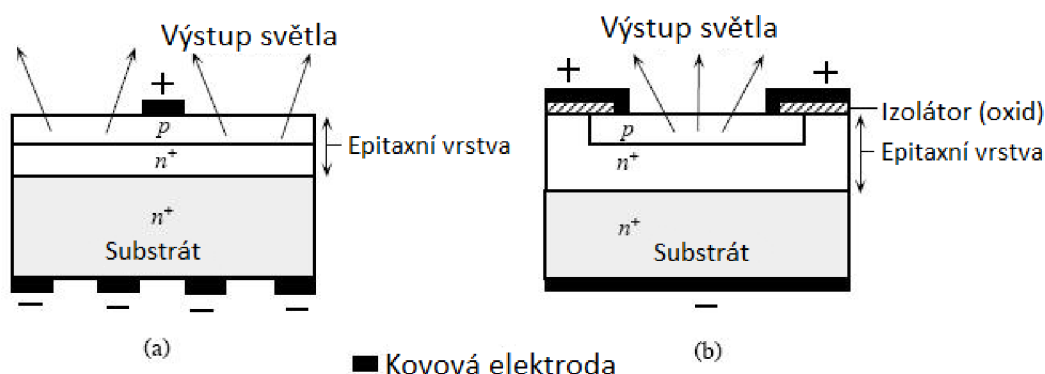 Výstup světla
+
p
n+
Epitaxní vrstva
n+
Substrát
– – – –
(a)
Výstup světla
+ +
p
n+
Izolátor (oxid)
Epitaxní vrstva
n+
Substrát
–
(b)
Kovová elektroda